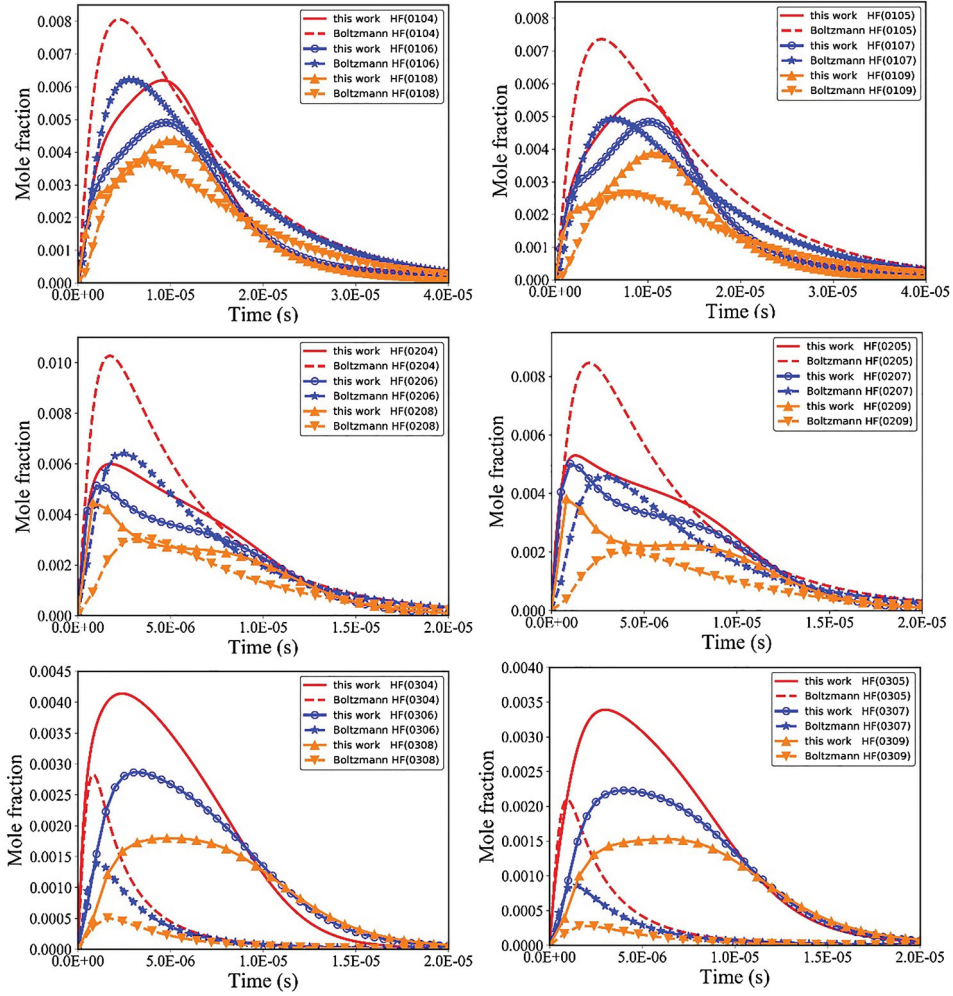 0.008
0.007
0.006
0.005
0.004
0.003
0.002
0.001
0.000
Mole fraction
this work HF(0104)
Boltzmann HF(0104)
this work HF(0106)
Boltzmann HF(0106)
this work HF(0108)
Boltzmann HF(0108)
0.0E+00 1.0E-05 2.0E-05 3.0E-05 4.0E-05
Time (s)
0.008
0.007
0.006
0.005
0.004
0.003
0.002
0.001
0.000
Mole fraction
this work HF(0105)
Boltzmann HF(0105)
this work HF(0107)
Boltzmann HF(0107)
this work HF(0109)
Boltzmann HF(0109)
0.0E+00 1.0E-05 2.0E-05 3.0E-05 4.0E-05
Time (s)
0.010
0.008
0.006
0.004
0.002
0.000
Mole fraction
this work HF(0204)
Boltzmann HF(0204)
this work HF(0206)
Boltzmann HF(0206)
this work HF(0208)
Boltzmann HF(0208)
0.0E+00 5.0E-06 1.0E-05 1.5E-05 2.0E-05
Time (s)
0.008
0.006
0.004
0.002
0.000
Mole fraction
this work HF(0205)
Boltzmann HF(0205)
this work HF(0207)
Boltzmann HF(0207)
this work HF(0209)
Boltzmann HF(0209)
0.0E+00 5.0E-06 1.0E-05 1.5E-05 2.0E-05
Time (s)
0.0045
0.0040
0.0035
0.0030
0.0025
0.0020
0.0015
0.0010
0.0005
0.0000
Mole fraction
this work HF(0304)
Boltzmann HF(0304)
this work HF(0306)
Boltzmann HF(0306)
this work HF(0308)
Boltzmann HF(0308)
0.0E+00 5.0E-06 1.0E-05 1.5E-05 2.0E-05
Time (s)
0.0040
0.0035
0.0030
0.0025
0.0020
0.0015
0.0010
0.0005
0.0000
Mole fraction
this work HF(0305)
Boltzmann HF(0305)
this work HF(0307)
Boltzmann HF(0307)
this work HF(0309)
Boltzmann HF(0309)
0.0E+00 5.0E-06 1.0E-05 1.5E-05 2.0E-05
Time (s)